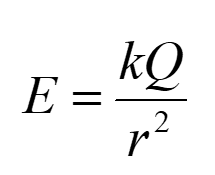 E = kQ / r²